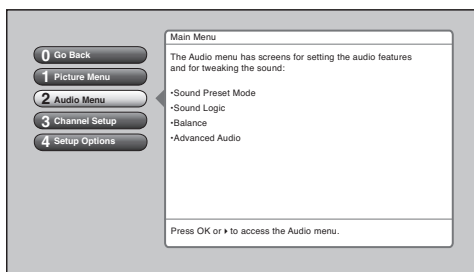 0 Go Back
1 Picture Menu
2 Audio Menu
3 Channel Setup
4 Setup Options
Main Menu
The Audio menu has screens for setting the audio features
and for tweaking the sound:
•Sound Preset Mode
•Sound Logic
•Balance
•Advanced Audio
Press OK or ▸ to access the Audio menu.